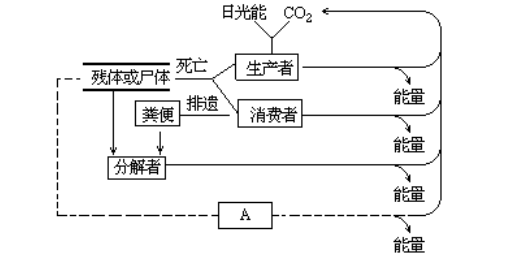 日光能 CO₂
残体或尸体 死亡 生产者
能量
粪便 排遗 消费者
能量
分解者
能量
A
能量